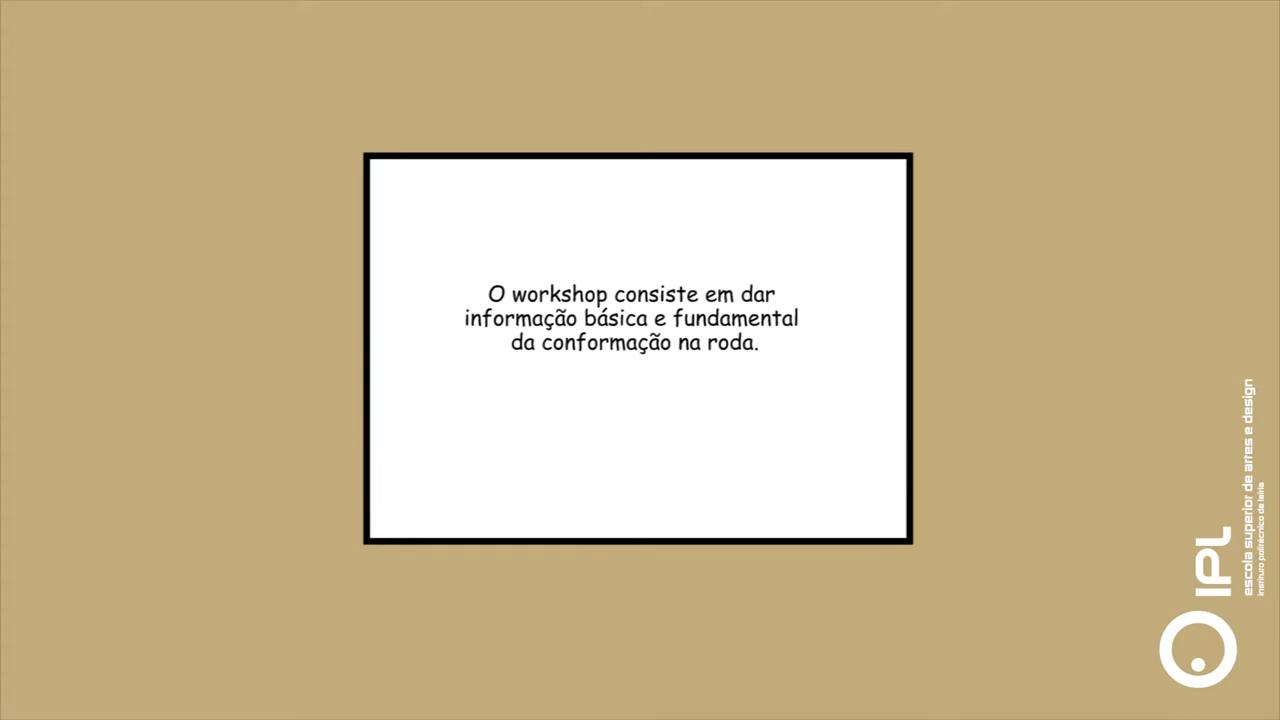 O workshop consiste em dar
informação básica e fundamental
da conformação na roda.
IPL
escola superior de artes e design
instituto politécnico de leiria